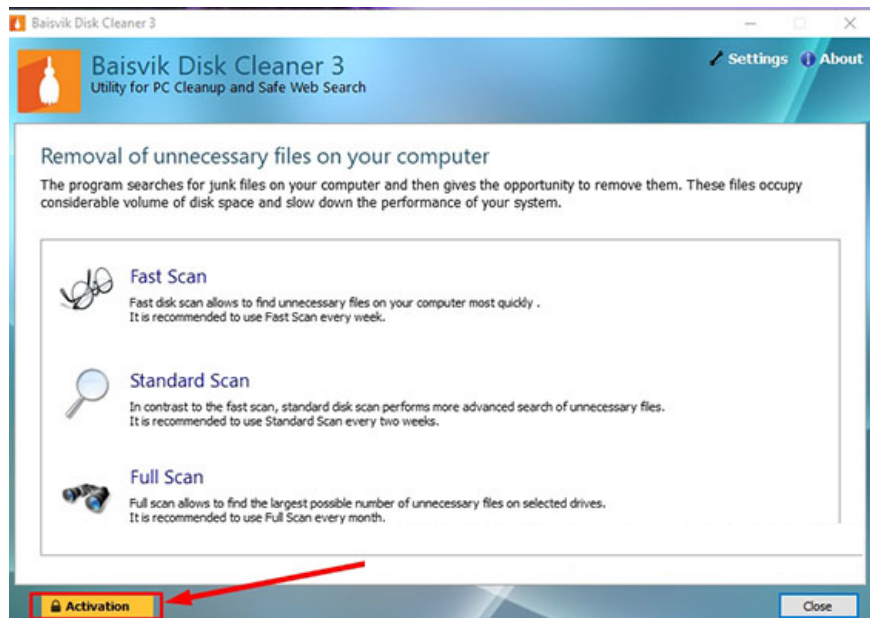 Baisvik Disk Cleaner 3
Baisvik Disk Cleaner 3
Utility for PC Cleanup and Safe Web Search
Settings About
Removal of unnecessary files on your computer
The program searches for junk files on your computer and then gives the opportunity to remove them. These files occupy
considerable volume of disk space and slow down the performance of your system.
Fast Scan
Fast disk scan allows to find unnecessary files on your computer most quickly .
It is recommended to use Fast Scan every week.
Standard Scan
In contrast to the fast scan, standard disk scan performs more advanced search of unnecessary files.
It is recommended to use Standard Scan every two weeks.
Full Scan
Full scan allows to find the largest possible number of unnecessary files on selected drives.
It is recommended to use Full Scan every month.
Activation
Close